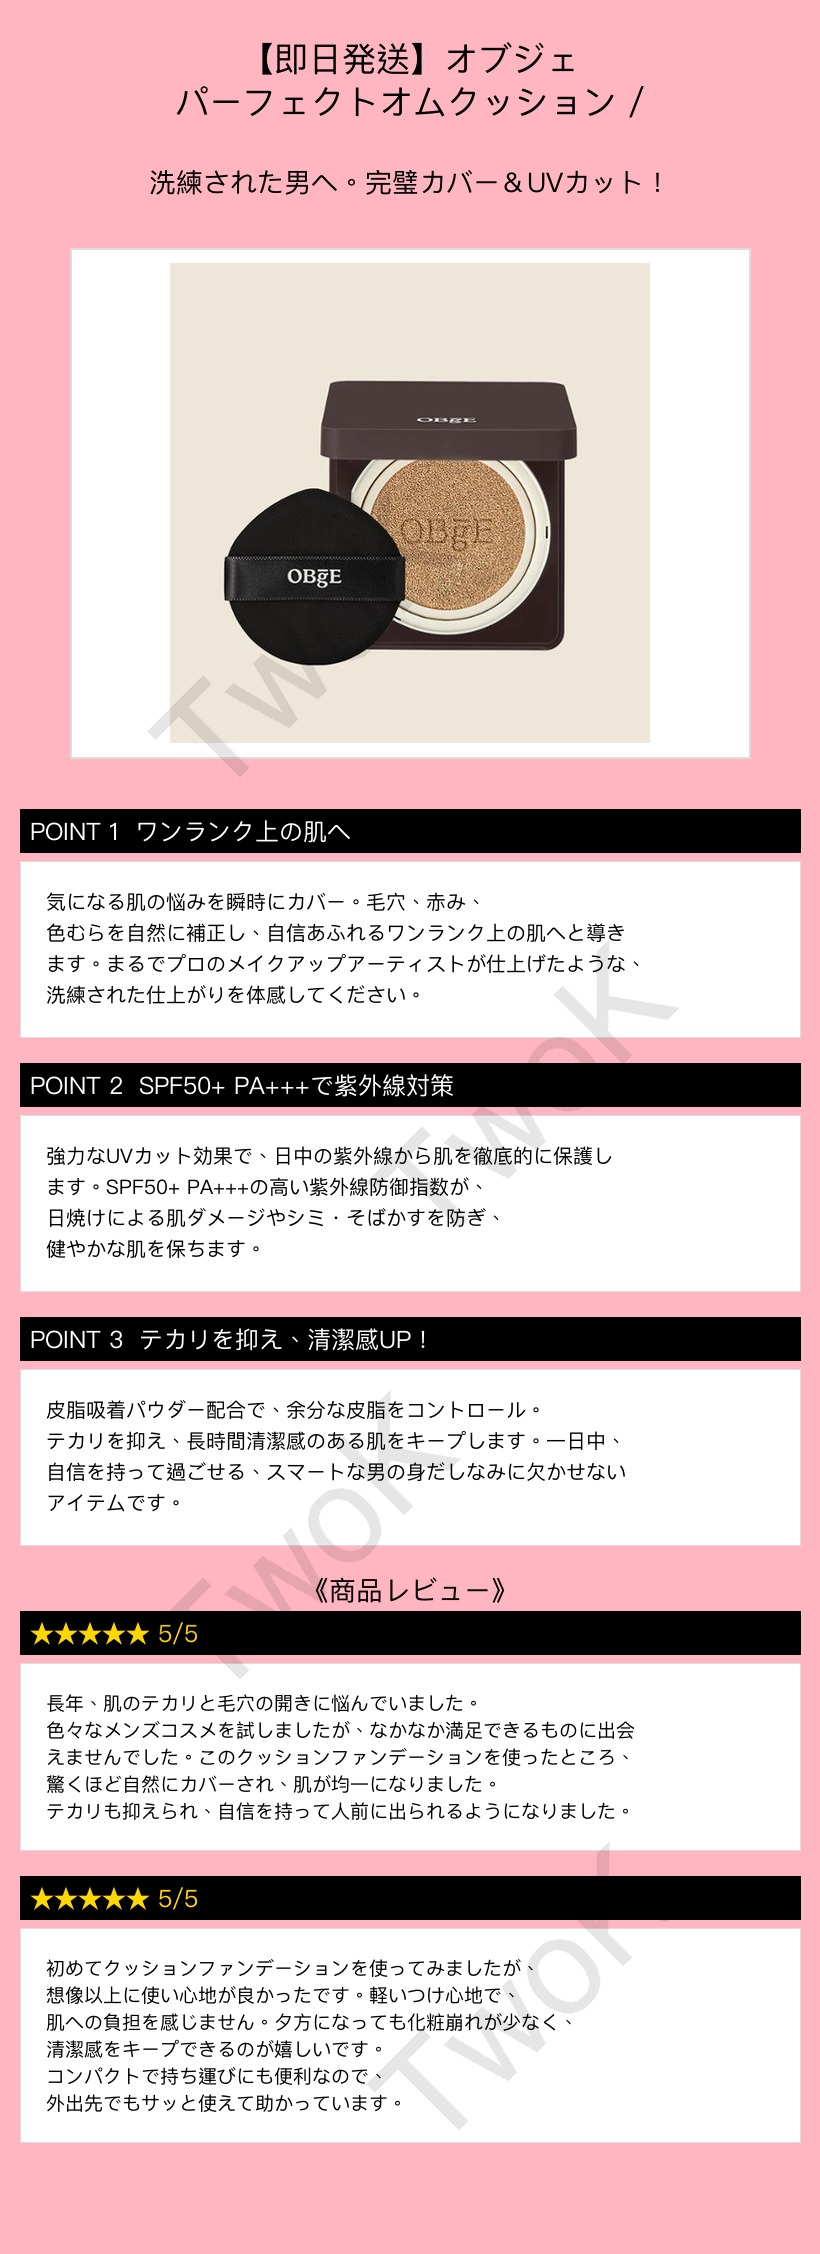 【即日発送】オブジェ
パーフェクトオムクッション /
洗練された男へ。完璧カバー＆UVカット！
OBgE
OBgE
OBgE
TwoK
POINT 1 ワンランク上の肌へ
気になる肌の悩みを瞬時にカバー。毛穴、赤み、
色むらを自然に補正し、自信あふれるワンランク上の肌へと導き
ます。まるでプロのメイクアップアーティストが仕上げたような、
洗練された仕上がりを体感してください。
POINT 2 SPF50+ PA+++で紫外線対策
TwoK
強力なUVカット効果で、日中の紫外線から肌を徹底的に保護し
ます。SPF50+ PA+++の高い紫外線防御指数が、
日焼けによる肌ダメージやシミ・そばかすを防ぎ、
健やかな肌を保ちます。
POINT 3 テカリを抑え、清潔感UP！
皮脂吸着パウダー配合で、余分な皮脂をコントロール。
テカリを抑え、長時間清潔感のある肌をキープします。一日中、
自信を持って過ごせる、スマートな男の身だしなみに欠かせない
アイテムです。
TwoK
《商品レビュー》
★★★★★ 5/5
長年、肌のテカリと毛穴の開きに悩んでいました。
色々なメンズコスメを試しましたが、なかなか満足できるものに出会
えませんでした。このクッションファンデーションを使ったところ、
驚くほど自然にカバーされ、肌が均一になりました。
テカリも抑えられ、自信を持って人前に出られるようになりました。
★★★★★ 5/5
初めてクッションファンデーションを使ってみましたが、
想像以上に使い心地が良かったです。軽いつけ心地で、
肌への負担を感じません。夕方になっても化粧崩れが少なく、
清潔感をキープできるのが嬉しいです。
コンパクトで持ち運びにも便利なので、
外出先でもサッと使えて助かっています。
TwoK